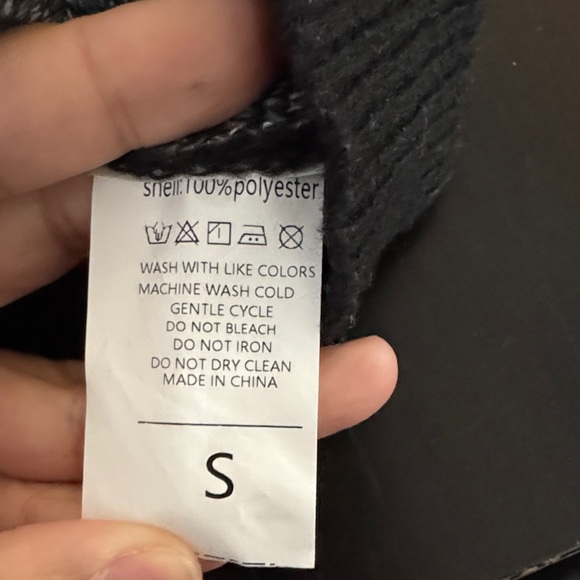 shell:100%polyester
WASH WITH LIKE COLORS
MACHINE WASH COLD
GENTLE CYCLE
DO NOT BLEACH
DO NOT IRON
DO NOT DRY CLEAN
MADE IN CHINA
S